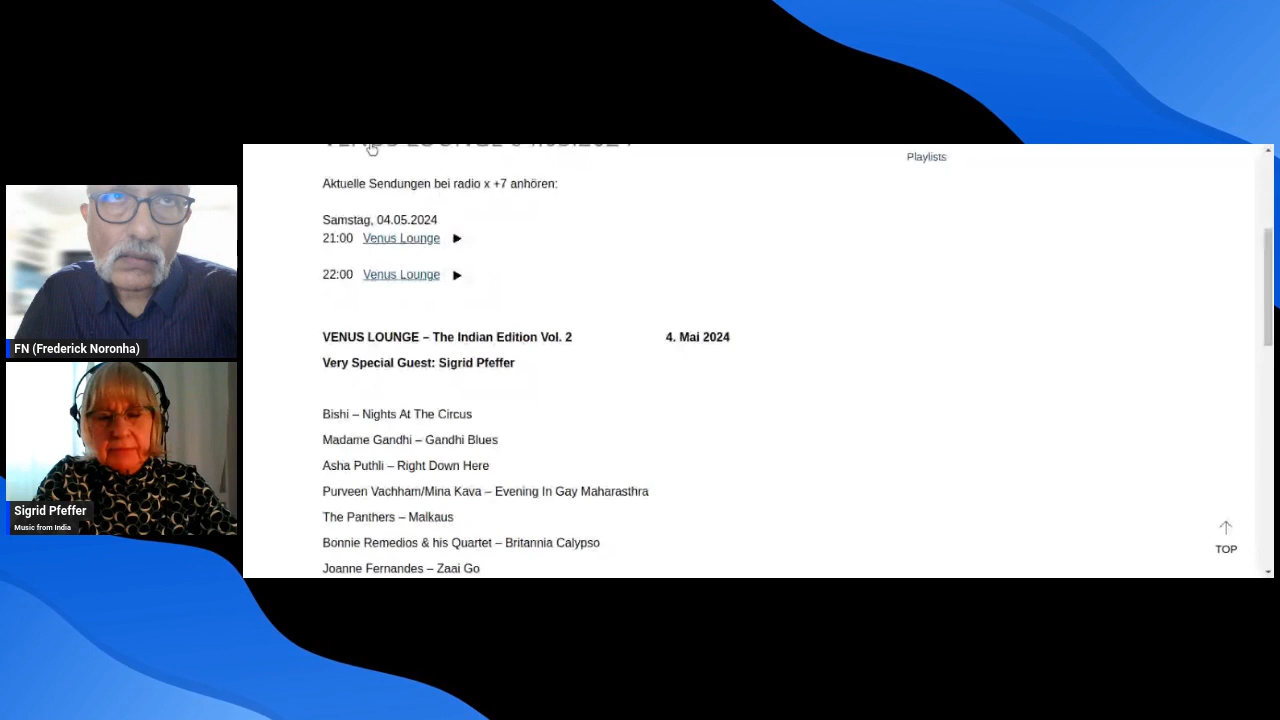 Playlists
Aktuelle Sendungen bei radio x +7 anhören:
Samstag, 04.05.2024
21:00 Venus Lounge
22:00 Venus Lounge
VENUS LOUNGE – The Indian Edition Vol. 2 4. Mai 2024
Very Special Guest: Sigrid Pfeffer
Bishi – Nights At The Circus
Madame Gandhi – Gandhi Blues
Asha Puthli – Right Down Here
Purveen Vachham/Mina Kava – Evening In Gay Maharasthra
The Panthers – Malkaus
Bonnie Remedios & his Quartet – Britannia Calypso
Joanne Fernandes – Zaai Go
TOP
FN (Frederick Noronha)
Sigrid Pfeffer
Music from India